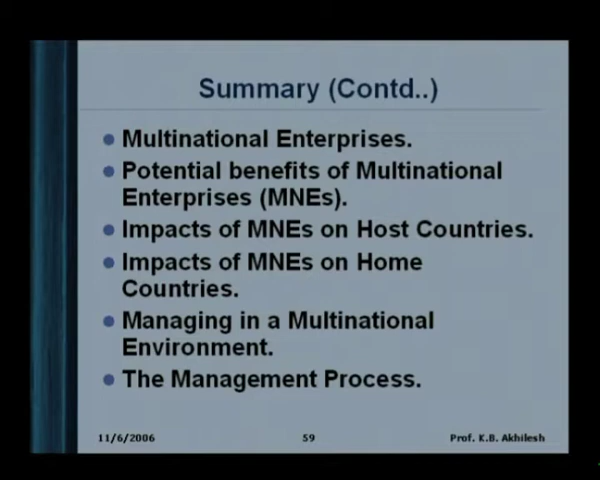 Summary (Contd..)
Multinational Enterprises.
Potential benefits of Multinational
Enterprises (MNEs).
Impacts of MNEs on Host Countries.
Impacts of MNEs on Home
Countries.
Managing in a Multinational
Environment.
The Management Process.
11/6/2006 59 Prof. K.B. Akhilesh